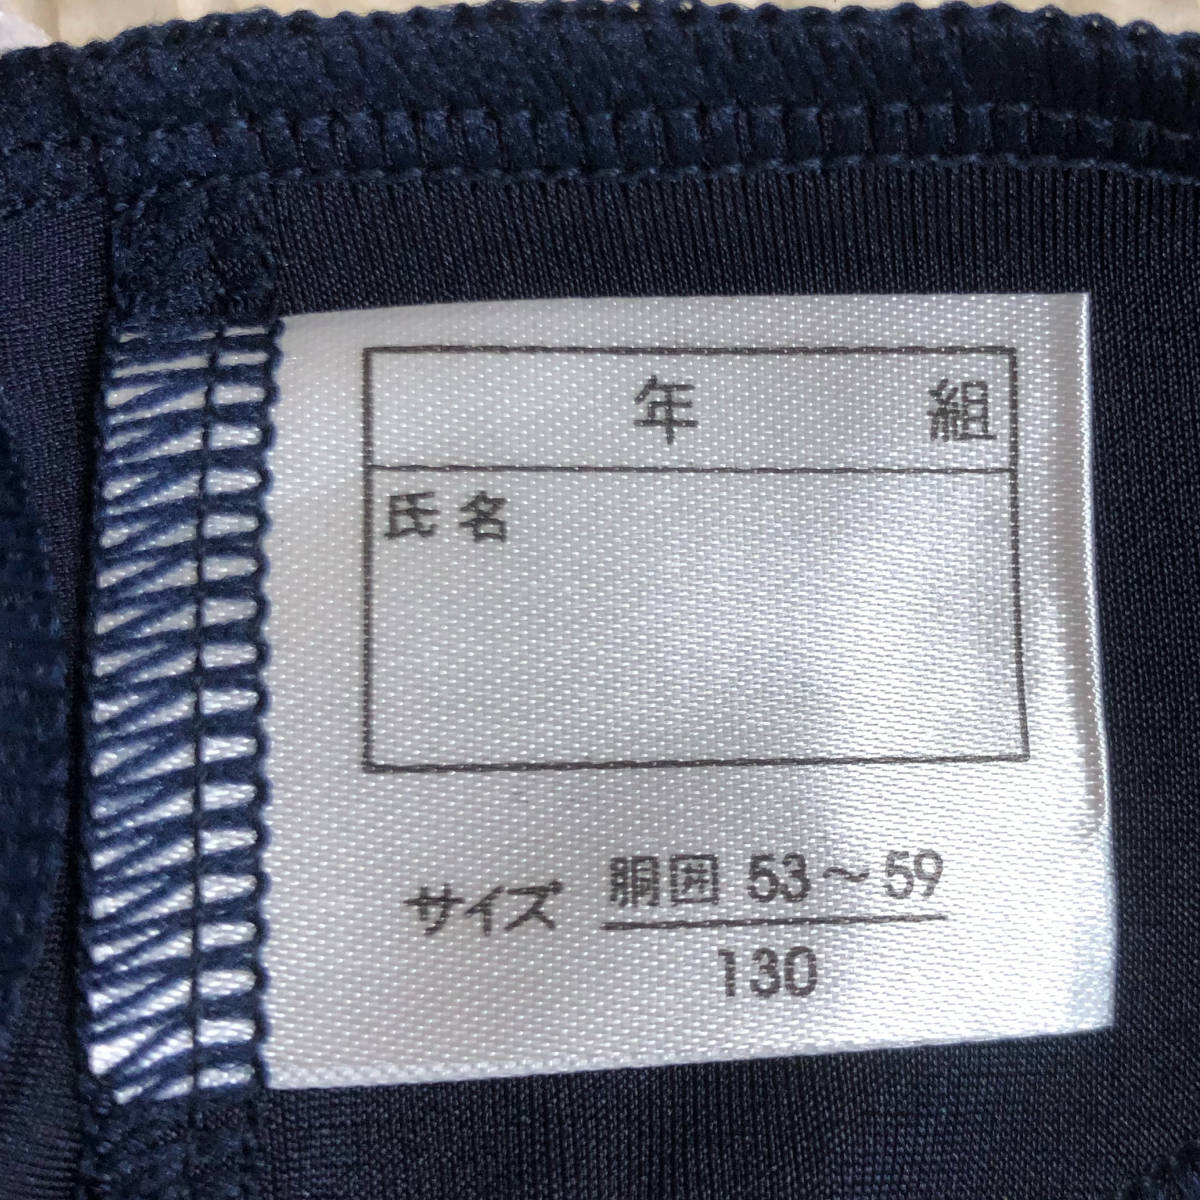 年 組
氏名
サイズ 胴囲 53～59
130